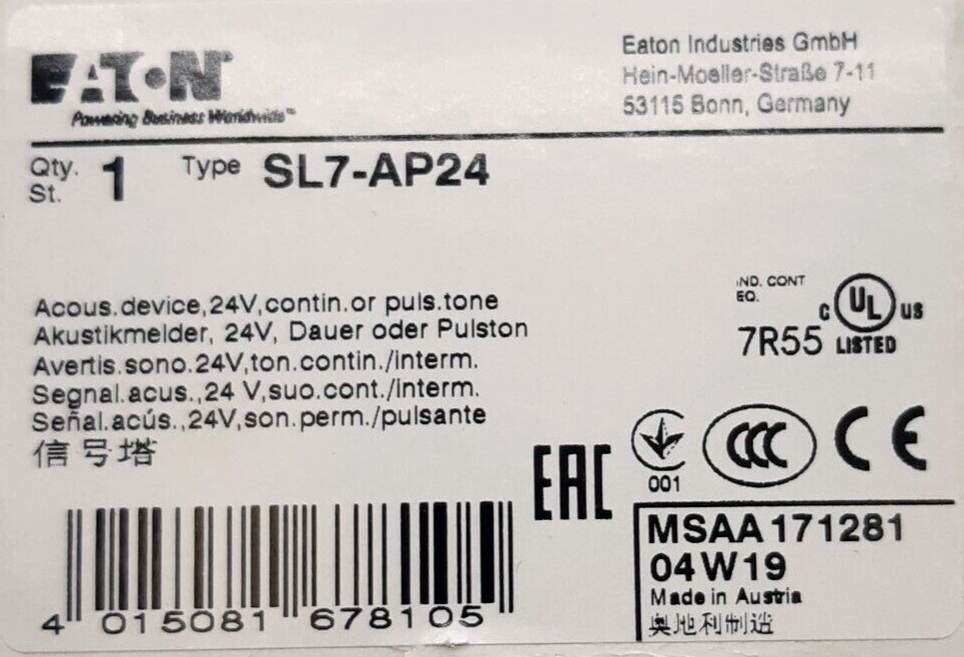 EATON
Powering Business Worldwide™
Eaton Industries GmbH
Hein-Moeller-Straße 7-11
53115 Bonn, Germany
Qty. 1 Type SL7-AP24
St.
Acous.device,24V,contin.or puls.tone
Akustikmelder, 24V, Dauer oder Pulston
Avertis.sono.24V,ton.contin./interm.
Segnal.acus.,24 V,suo.cont./interm.
Señal.acús.,24V,son.perm./pulsante
信号塔
IND. CONT
EQ.
7R55
C UL US
LISTED
EAC
001
CCC
CE
MSAA171281
04W19
Made in Austria
奥地利制造
4 015081 678105